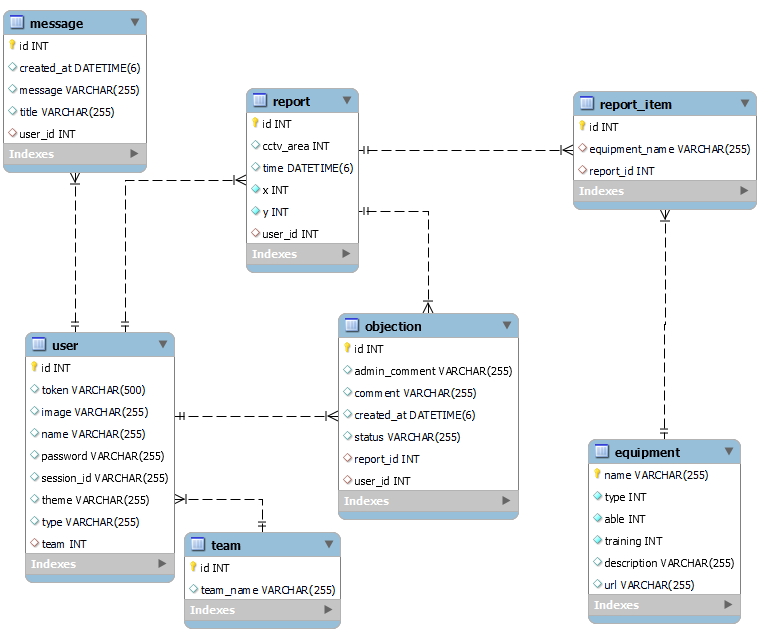 message
id INT
created_at DATETIME(6)
message VARCHAR(255)
title VARCHAR(255)
user_id INT
Indexes
report
id INT
cctv_area INT
time DATETIME(6)
x INT
y INT
user_id INT
Indexes
report_item
id INT
equipment_name VARCHAR(255)
report_id INT
Indexes
user
id INT
token VARCHAR(500)
image VARCHAR(255)
name VARCHAR(255)
password VARCHAR(255)
session_id VARCHAR(255)
theme VARCHAR(255)
type VARCHAR(255)
team INT
Indexes
objection
id INT
admin_comment VARCHAR(255)
comment VARCHAR(255)
created_at DATETIME(6)
status VARCHAR(255)
report_id INT
user_id INT
Indexes
team
id INT
team_name VARCHAR(255)
Indexes
equipment
name VARCHAR(255)
type INT
able INT
training INT
description VARCHAR(255)
url VARCHAR(255)
Indexes